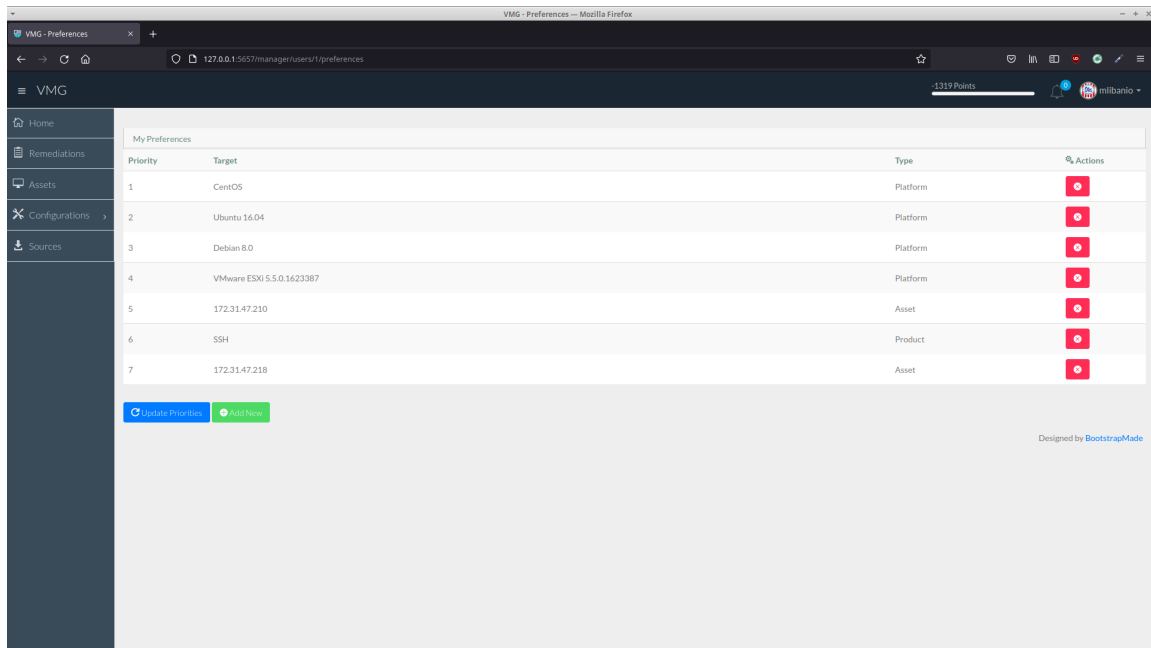 VMG - Preferences — Mozilla Firefox
VMG - Preferences
127.0.0.1:5657/manager/users/1/preferences
VMG
-1319 Points
0
mlibanio
Home
Remediations
Assets
Configurations
Sources
My Preferences
Priority Target Type Actions
1 CentOS Platform
2 Ubuntu 16.04 Platform
3 Debian 8.0 Platform
4 VMware ESXi 5.5.0.1623387 Platform
5 172.31.47.210 Asset
6 SSH Product
7 172.31.47.218 Asset
Update Priorities Add New
Designed by BootstrapMade